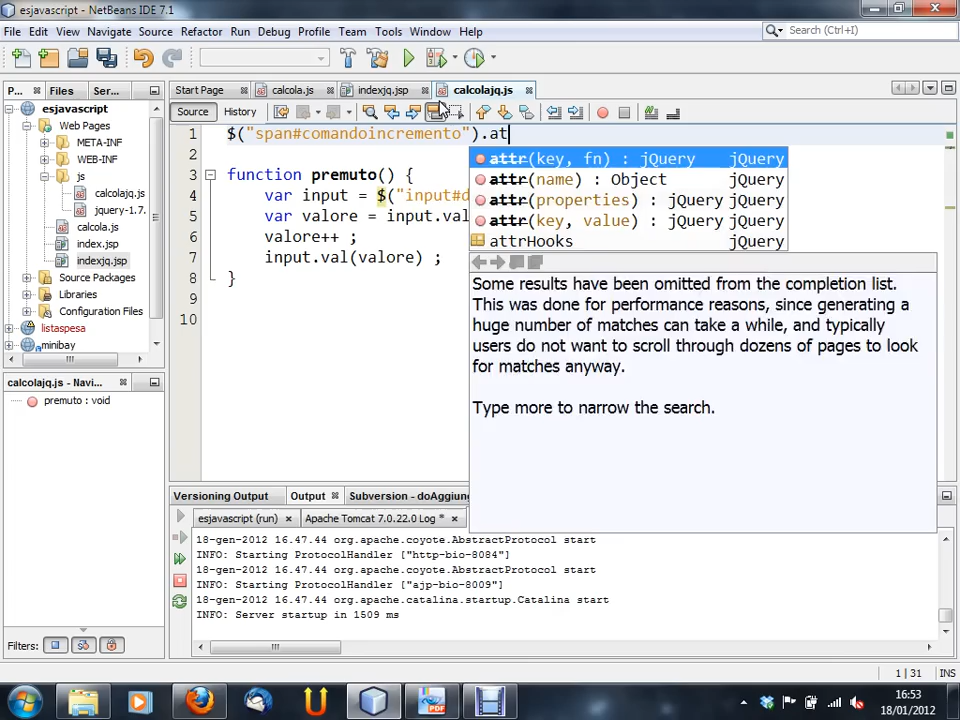 esjavascript - NetBeans IDE 7.1
File Edit View Navigate Source Refactor Run Debug Profile Team Tools Window Help
Search (Ctrl+I)
P... Files Ser...
Start Page calcola.js indexjq.jsp calcolajq.js
Source History
esjavascript
Web Pages
META-INF
WEB-INF
js
calcolajq.js
jquery-1.7.
calcola.js
index.jsp
indexjq.jsp
Source Packages
Libraries
Configuration Files
listaspesa
minibay
1 $("span#comandoincremento").at
2
3 function premuto() {
4 var input = $("input#d
5 var valore = input.val
6 valore++ ;
7 input.val(valore) ;
8 }
9
10
attr(key, fn) : jQuery jQuery
attr(name) : Object jQuery
attr(properties) : jQuery jQuery
attr(key, value) : jQuery jQuery
attrHooks jQuery
Some results have been omitted from the completion list.
This was done for performance reasons, since generating a
huge number of matches can take a while, and typically
users do not want to scroll through dozens of pages to look
for matches anyway.
Type more to narrow the search.
calcolajq.js - Navi...
premuto : void
Filters:
Versioning Output Output Subversion - doAggiung
esjavascript (run) Apache Tomcat 7.0.22.0 Log *
18-gen-2012 16.47.44 org.apache.coyote.AbstractProtocol start
INFO: Starting ProtocolHandler ["http-bio-8084"]
18-gen-2012 16.47.44 org.apache.coyote.AbstractProtocol start
INFO: Starting ProtocolHandler ["ajp-bio-8009"]
18-gen-2012 16.47.44 org.apache.catalina.startup.Catalina start
INFO: Server startup in 1509 ms
1 | 31 INS
16:53
18/01/2012